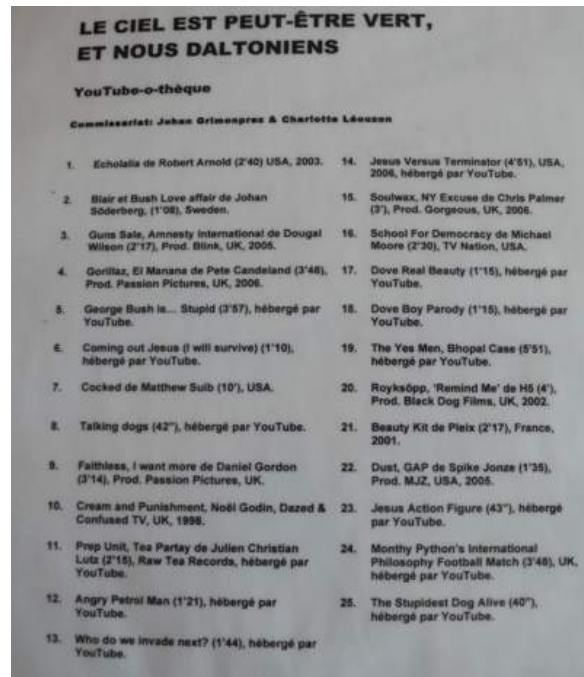 LE CIEL EST PEUT-ÊTRE VERT,
ET NOUS DALTONIENS
YouTube-o-thèque
Commissariat: Johan Grimonprez & Charlotte Léouzon
1. Echolalia de Robert Arnold (2'40) USA, 2003.
2. Blair et Bush Love affair de Johan
Söderberg, (1'08), Sweden.
3. Guns Sale, Amnesty International de Dougal
Wilson (2'17), Prod. Blink, UK, 2005.
4. Gorillaz, El Manana de Pete Candeland (3'48),
Prod. Passion Pictures, UK, 2006.
5. George Bush is... Stupid (3'57), hébergé par
YouTube.
6. Coming out Jesus (I will survive) (1'10),
hébergé par YouTube.
7. Cocked de Matthew Suib (10'), USA.
8. Talking dogs (42"), hébergé par YouTube.
9. Faithless, I want more de Daniel Gordon
(3'14), Prod. Passion Pictures, UK.
10. Cream and Punishment, Noël Godin, Dazed &
Confused TV, UK, 1998.
11. Prep Unit, Tea Partay de Julien Christian
Lutz (2'15), Raw Tea Records, hébergé par
YouTube.
12. Angry Petrol Man (1'21), hébergé par
YouTube.
13. Who do we invade next? (1'44), hébergé par
YouTube.
14. Jesus Versus Terminator (4'51), USA,
2006, hébergé par YouTube.
15. Soulwax, NY Excuse de Chris Palmer
(3'), Prod. Gorgeous, UK, 2006.
16. School For Democracy de Michael
Moore (2'30), TV Nation, USA.
17. Dove Real Beauty (1'15), hébergé par
YouTube.
18. Dove Boy Parody (1'15), hébergé par
YouTube.
19. The Yes Men, Bhopal Case (5'51),
hébergé par YouTube.
20. Royksöpp, 'Remind Me' de H5 (4'),
Prod. Black Dog Films, UK, 2002.
21. Beauty Kit de Pleix (2'17), France,
2001.
22. Dust, GAP de Spike Jonze (1'35),
Prod. MJZ, USA, 2005.
23. Jesus Action Figure (43"), hébergé
par YouTube.
24. Monthy Python's International
Philosophy Football Match (3'46), UK,
hébergé par YouTube.
25. The Stupidest Dog Alive (40"),
hébergé par YouTube.